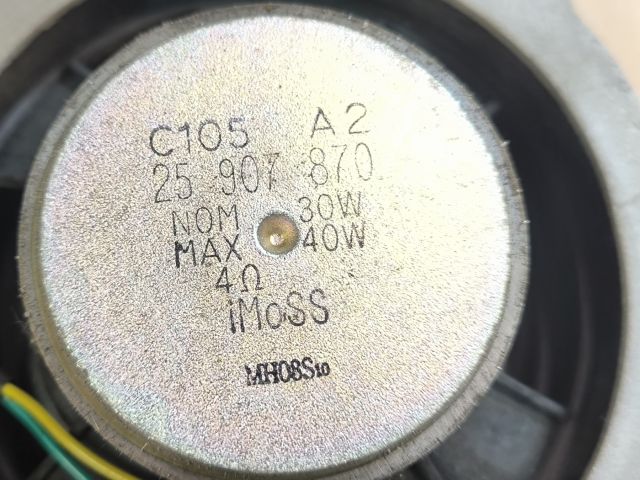 C105 A2
25 907 870
NOM 30W
MAX 40W
4Ω
iMoSS
MH08S10